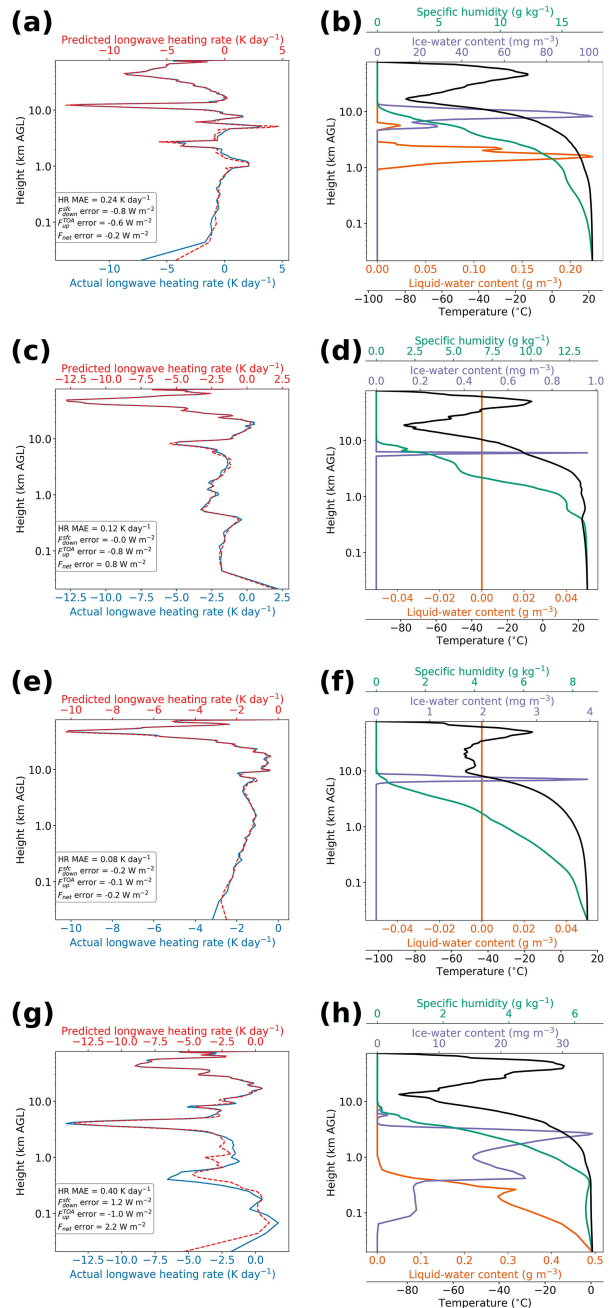 (a)
Predicted longwave heating rate (K day⁻¹)
−10 −5 0 5
Height (km AGL)
10.0
1.0
0.1
HR MAE = 0.24 K day⁻¹
F^sfc_down error = -0.8 W m⁻²
F^TOA_up error = -0.6 W m⁻²
F_net error = -0.2 W m⁻²
−10 −5 0 5
Actual longwave heating rate (K day⁻¹)
(b)
Specific humidity (g kg⁻¹)
0 5 10 15
Ice-water content (mg m⁻³)
0 20 40 60 80 100
Height (km AGL)
10.0
1.0
0.1
0.00 0.05 0.10 0.15 0.20
Liquid-water content (g m⁻³)
−100 −80 −60 −40 −20 0 20
Temperature (°C)
(c)
Predicted longwave heating rate (K day⁻¹)
−12.5 −10.0 −7.5 −5.0 −2.5 0.0 2.5
Height (km AGL)
10.0
1.0
0.1
HR MAE = 0.12 K day⁻¹
F^sfc_down error = -0.0 W m⁻²
F^TOA_up error = -0.8 W m⁻²
F_net error = 0.8 W m⁻²
−12.5 −10.0 −7.5 −5.0 −2.5 0.0 2.5
Actual longwave heating rate (K day⁻¹)
(d)
Specific humidity (g kg⁻¹)
0.0 2.5 5.0 7.5 10.0 12.5
Ice-water content (mg m⁻³)
0.0 0.2 0.4 0.6 0.8 1.0
Height (km AGL)
10.0
1.0
0.1
−0.04 −0.02 0.00 0.02 0.04
Liquid-water content (g m⁻³)
−80 −60 −40 −20 0 20
Temperature (°C)
(e)
Predicted longwave heating rate (K day⁻¹)
−10 −8 −6 −4 −2 0
Height (km AGL)
10.0
1.0
0.1
HR MAE = 0.08 K day⁻¹
F^sfc_down error = -0.2 W m⁻²
F^TOA_up error = -0.1 W m⁻²
F_net error = -0.2 W m⁻²
−10 −8 −6 −4 −2 0
Actual longwave heating rate (K day⁻¹)
(f)
Specific humidity (g kg⁻¹)
0 2 4 6 8
Ice-water content (mg m⁻³)
0 1 2 3 4
Height (km AGL)
10.0
1.0
0.1
−0.04 −0.02 0.00 0.02 0.04
Liquid-water content (g m⁻³)
−100 −80 −60 −40 −20 0 20
Temperature (°C)
(g)
Predicted longwave heating rate (K day⁻¹)
−12.5 −10.0 −7.5 −5.0 −2.5 0.0
Height (km AGL)
10.0
1.0
0.1
HR MAE = 0.40 K day⁻¹
F^sfc_down error = 1.2 W m⁻²
F^TOA_up error = -1.0 W m⁻²
F_net error = 2.2 W m⁻²
−12.5 −10.0 −7.5 −5.0 −2.5 0.0
Actual longwave heating rate (K day⁻¹)
(h)
Specific humidity (g kg⁻¹)
0 2 4 6
Ice-water content (mg m⁻³)
0 10 20 30
Height (km AGL)
10.0
1.0
0.1
0.0 0.1 0.2 0.3 0.4 0.5
Liquid-water content (g m⁻³)
−80 −60 −40 −20 0
Temperature (°C)